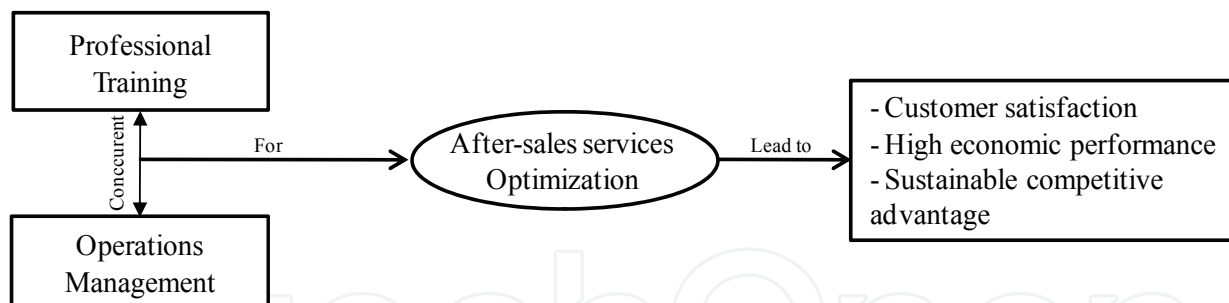 Professional
Training
Conccurent
For
After-sales services
Optimization
Lead to
- Customer satisfaction
- High economic performance
- Sustainable competitive
advantage
Operations
Management